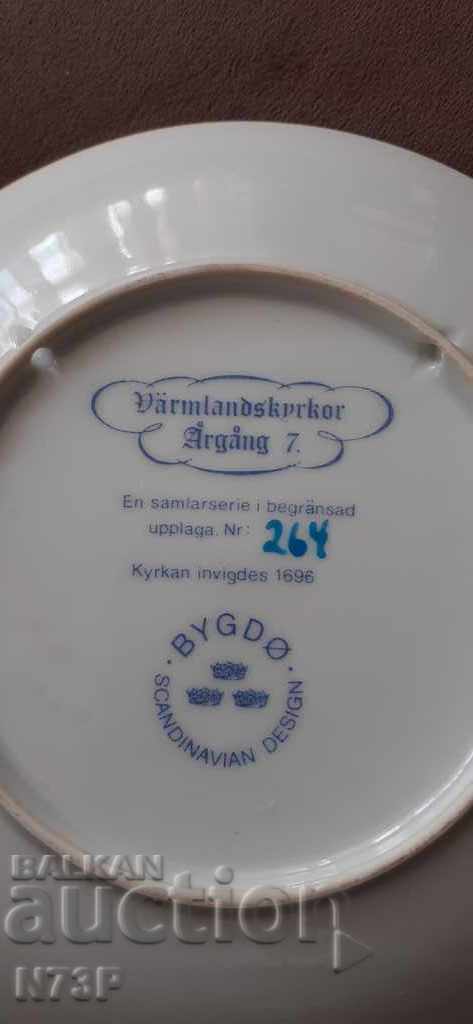 Värmlandskyrkor
Årgång 7.
En samlarserie i begränsad
upplaga. Nr: 264
Kyrkan invigdes 1696
· BYGDØ ·
SCANDINAVIAN DESIGN
BALKAN
auction
N73P